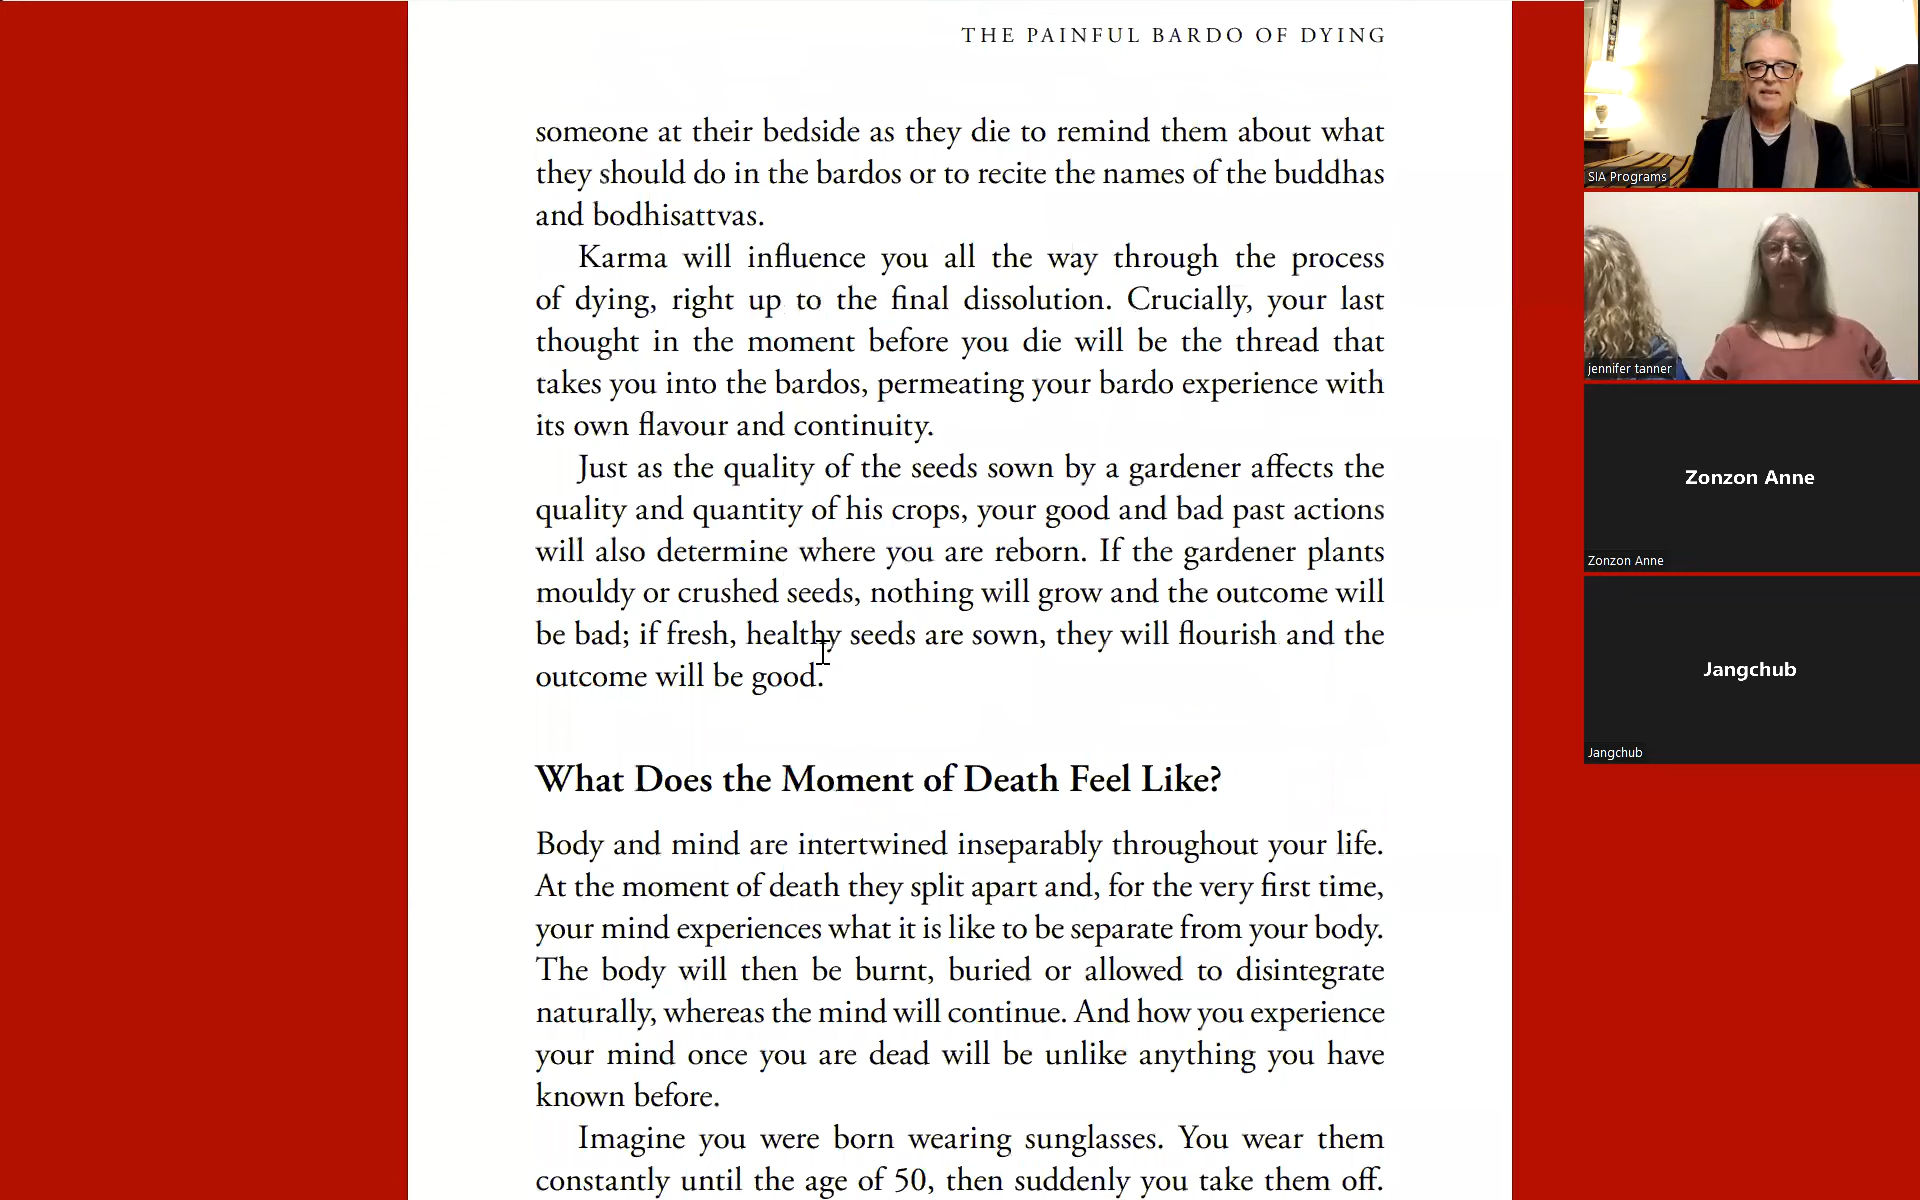 THE PAINFUL BARDO OF DYING
someone at their bedside as they die to remind them about what
they should do in the bardos or to recite the names of the buddhas
and bodhisattvas.
Karma will influence you all the way through the process
of dying, right up to the final dissolution. Crucially, your last
thought in the moment before you die will be the thread that
takes you into the bardos, permeating your bardo experience with
its own flavour and continuity.
Just as the quality of the seeds sown by a gardener affects the
quality and quantity of his crops, your good and bad past actions
will also determine where you are reborn. If the gardener plants
mouldy or crushed seeds, nothing will grow and the outcome will
be bad; if fresh, healthy seeds are sown, they will flourish and the
outcome will be good.
What Does the Moment of Death Feel Like?
Body and mind are intertwined inseparably throughout your life.
At the moment of death they split apart and, for the very first time,
your mind experiences what it is like to be separate from your body.
The body will then be burnt, buried or allowed to disintegrate
naturally, whereas the mind will continue. And how you experience
your mind once you are dead will be unlike anything you have
known before.
Imagine you were born wearing sunglasses. You wear them
constantly until the age of 50, then suddenly you take them off.
SIA Programs
jennifer tanner
Zonzon Anne
Zonzon Anne
Jangchub
Jangchub